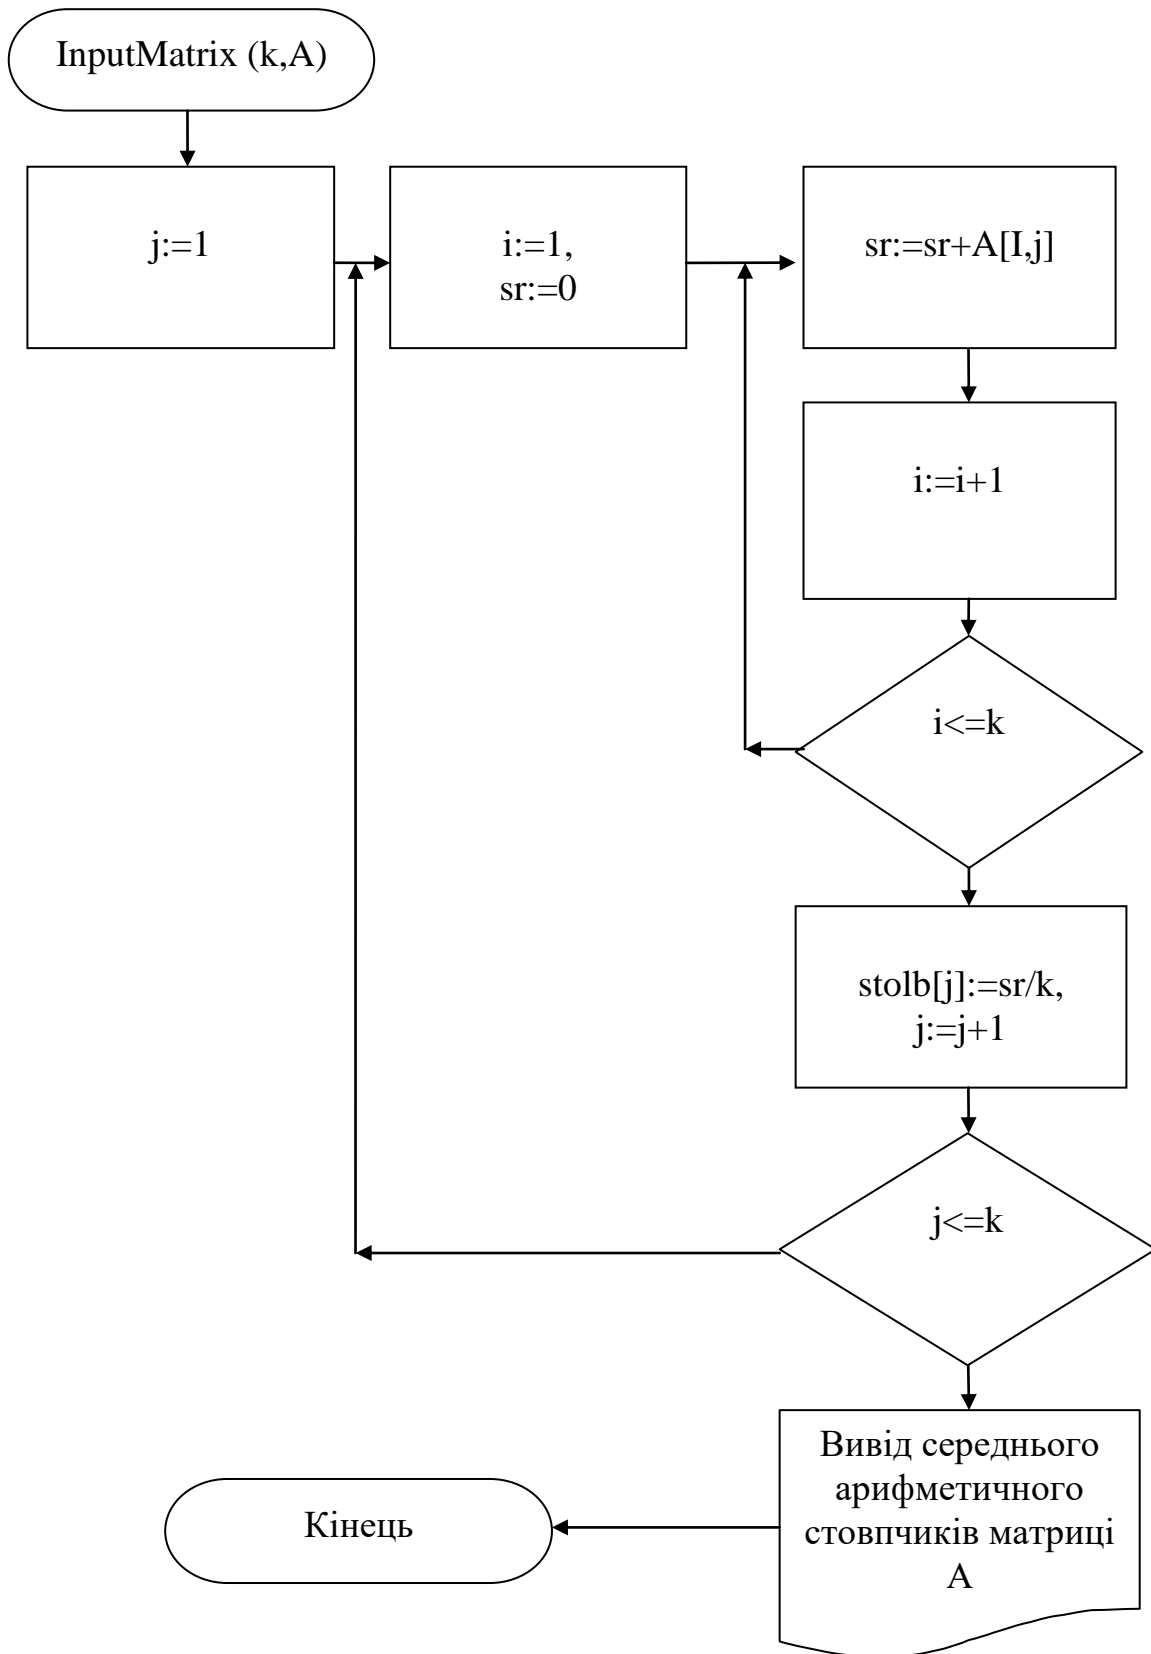 InputMatrix (k,A)
j:=1
i:=1,
sr:=0
sr:=sr+A[I,j]
i:=i+1
i<=k
stolb[j]:=sr/k,
j:=j+1
j<=k
Вивід середнього
арифметичного
стовпчиків матриці
А
Кінець